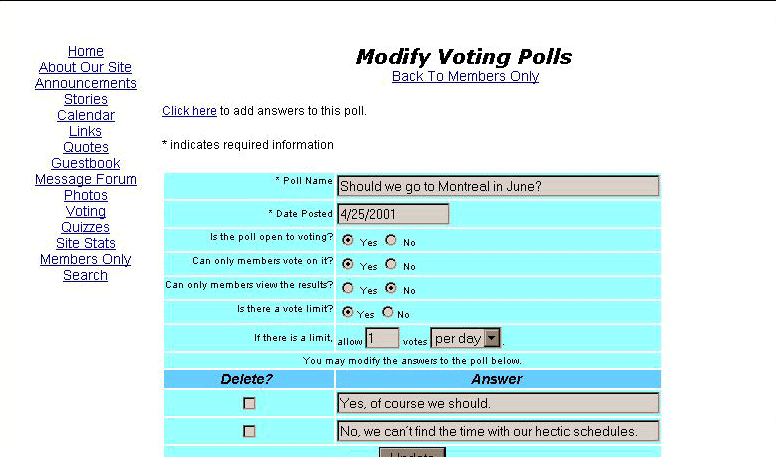 Home
About Our Site
Announcements
Stories
Calendar
Links
Quotes
Guestbook
Message Forum
Photos
Voting
Quizzes
Site Stats
Members Only
Search
Modify Voting Polls
Back To Members Only
Click here to add answers to this poll.
* indicates required information
* Poll Name Should we go to Montreal in June?
* Date Posted 4/25/2001
Is the poll open to voting? Yes No
Can only members vote on it? Yes No
Can only members view the results? Yes No
Is there a vote limit? Yes No
If there is a limit, allow 1 votes per day .
You may modify the answers to the poll below.
Delete? Answer
Yes, of course we should.
No, we can't find the time with our hectic schedules.
Update